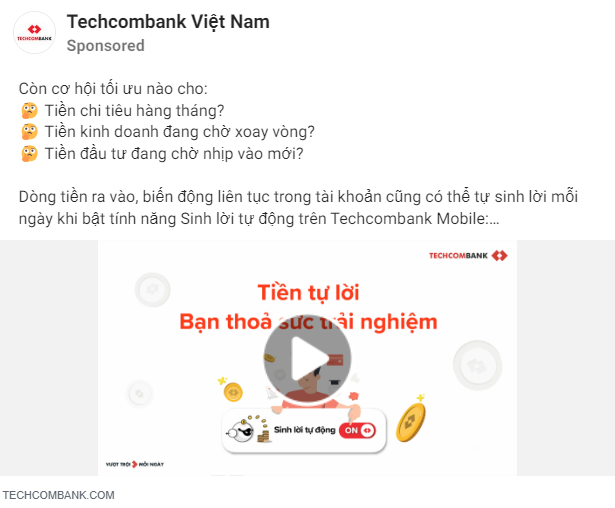 TECHCOMBANK
Techcombank Việt Nam
Sponsored
Còn cơ hội tối ưu nào cho:
🤔 Tiền chi tiêu hàng tháng?
🤔 Tiền kinh doanh đang chờ xoay vòng?
🤔 Tiền đầu tư đang chờ nhịp vào mới?
Dòng tiền ra vào, biến động liên tục trong tài khoản cũng có thể tự sinh lời mỗi
ngày khi bật tính năng Sinh lời tự động trên Techcombank Mobile:...
TECHCOMBANK
Tiền tự lời
Bạn thoả sức trải nghiệm
Sinh lời tự động ON
VƯỢT TRỘI MỖI NGÀY
TECHCOMBANK.COM